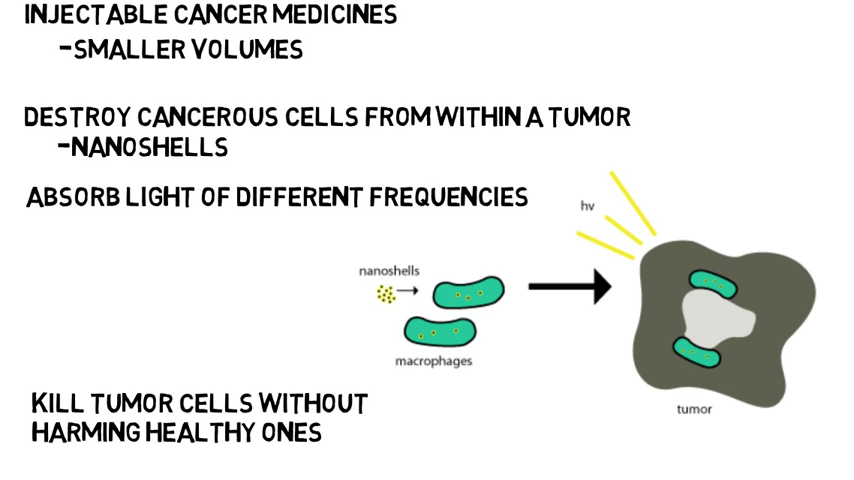 INJECTABLE CANCER MEDICINES
-SMALLER VOLUMES
DESTROY CANCEROUS CELLS FROM WITHIN A TUMOR
-NANOSHELLS
ABSORB LIGHT OF DIFFERENT FREQUENCIES
hv
nanoshells
macrophages
tumor
KILL TUMOR CELLS WITHOUT
HARMING HEALTHY ONES